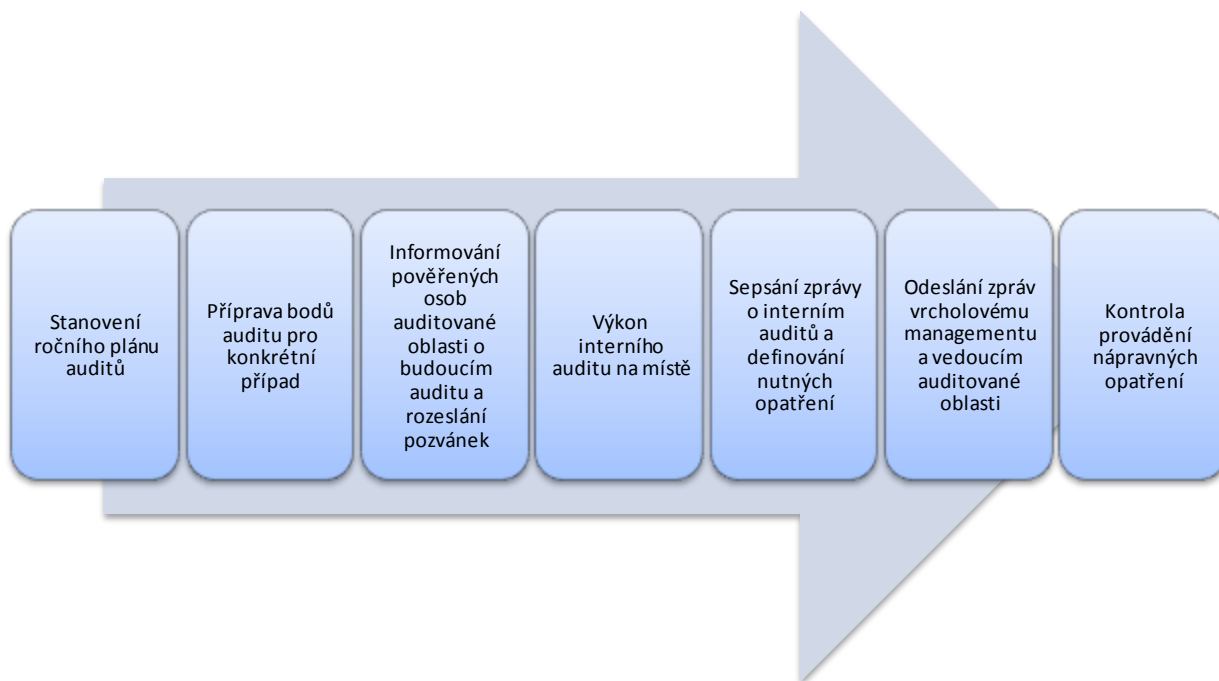 Stanovení
ročního plánu
auditů
Příprava bodů
auditu pro
konkrétní
případ
Informování
pověřených
osob
auditované
oblasti o
budoucím
auditu a
rozeslání
pozvánek
Výkon
interního
auditu na místě
Sepsání zprávy
o interním
auditů a
definování
nutných
opatření
Odeslání zpráv
vrcholovému
managementu
a vedoucím
auditované
oblasti
Kontrola
provádění
nápravných
opatření